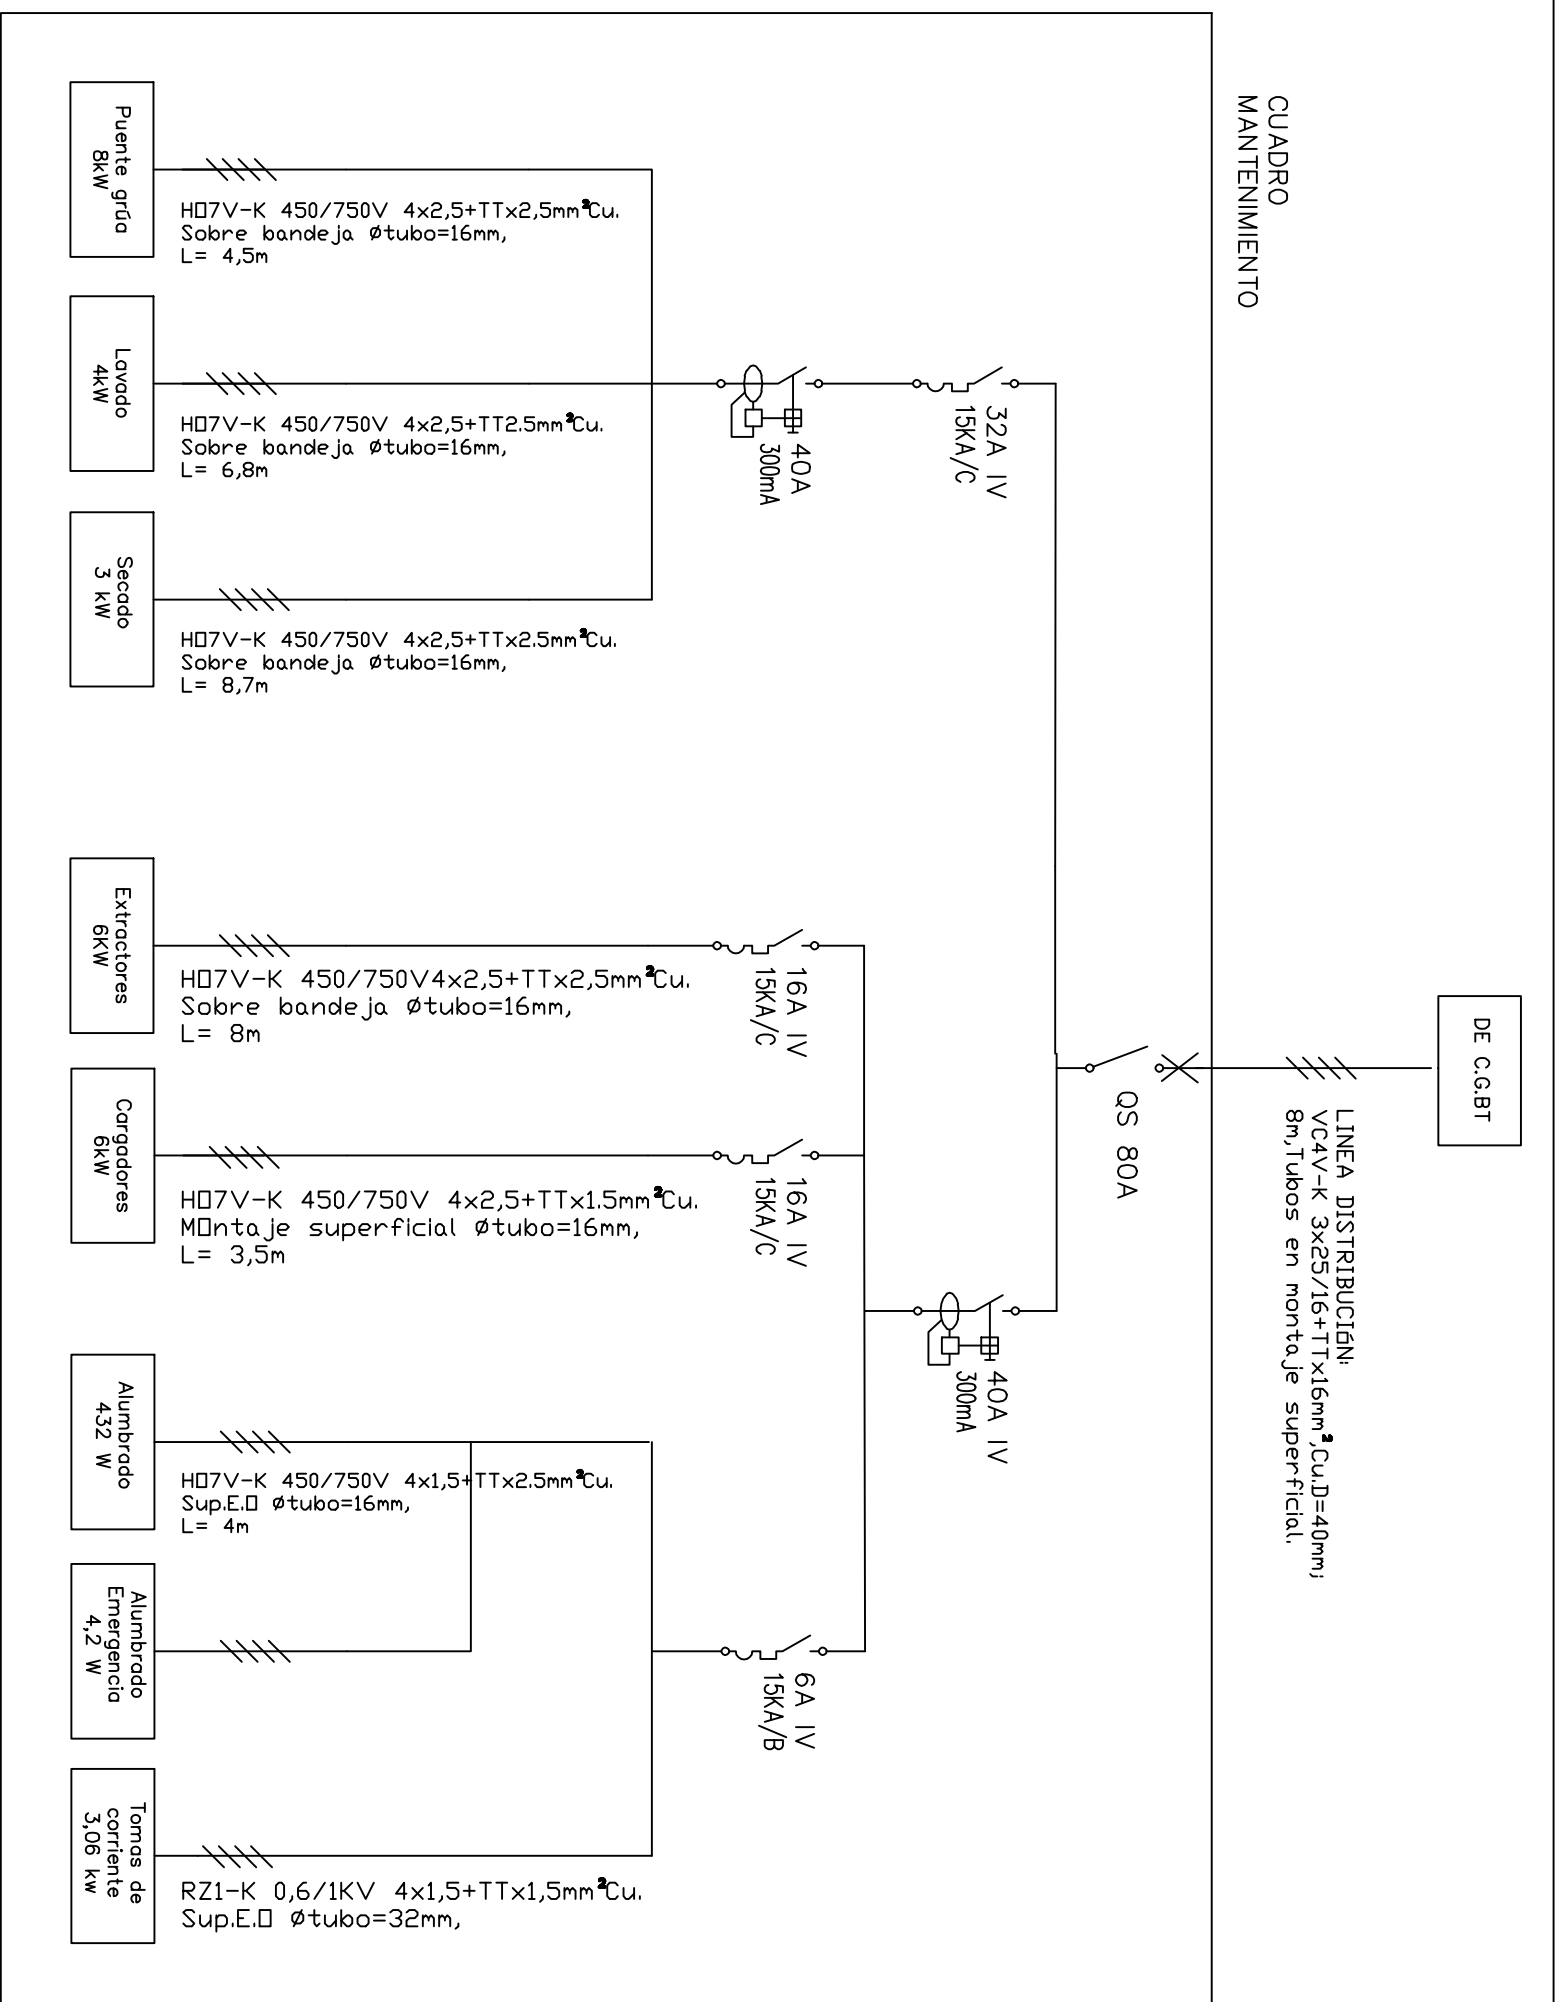 CUADRO
MANTENIMIENTO
DE C.G.BT
LINEA DISTRIBUCIóN:
VC4V-K 3x25/16+TTx16mm²,Cu.D=40mm;
8m,Tubos en montaje superficial.
QS 80A
32A IV
15KA/C
40A
300mA
40A IV
300mA
16A IV
15KA/C
16A IV
15KA/C
6A IV
15KA/B
Puente grúa
8kW
H07V-K 450/750V 4x2,5+TTx2,5mm²Cu.
Sobre bandeja Øtubo=16mm,
L= 4,5m
Lavado
4kW
H07V-K 450/750V 4x2,5+TT2.5mm²Cu.
Sobre bandeja Øtubo=16mm,
L= 6,8m
Secado
3 kW
H07V-K 450/750V 4x2,5+TTx2.5mm²Cu.
Sobre bandeja Øtubo=16mm,
L= 8,7m
Extractores
6KW
H07V-K 450/750V4x2,5+TTx2,5mm²Cu.
Sobre bandeja Øtubo=16mm,
L= 8m
Cargadores
6kW
H07V-K 450/750V 4x2,5+TTx1.5mm²Cu.
MOntaje superficial Øtubo=16mm,
L= 3,5m
Alumbrado
432 W
H07V-K 450/750V 4x1,5+TTx2.5mm²Cu.
Sup.E.O Øtubo=16mm,
L= 4m
Alumbrado
Emergencia
4,2 W
Tomas de
corriente
3,06 kw
RZ1-K 0,6/1KV 4x1,5+TTx1,5mm²Cu.
Sup.E.O Øtubo=32mm,